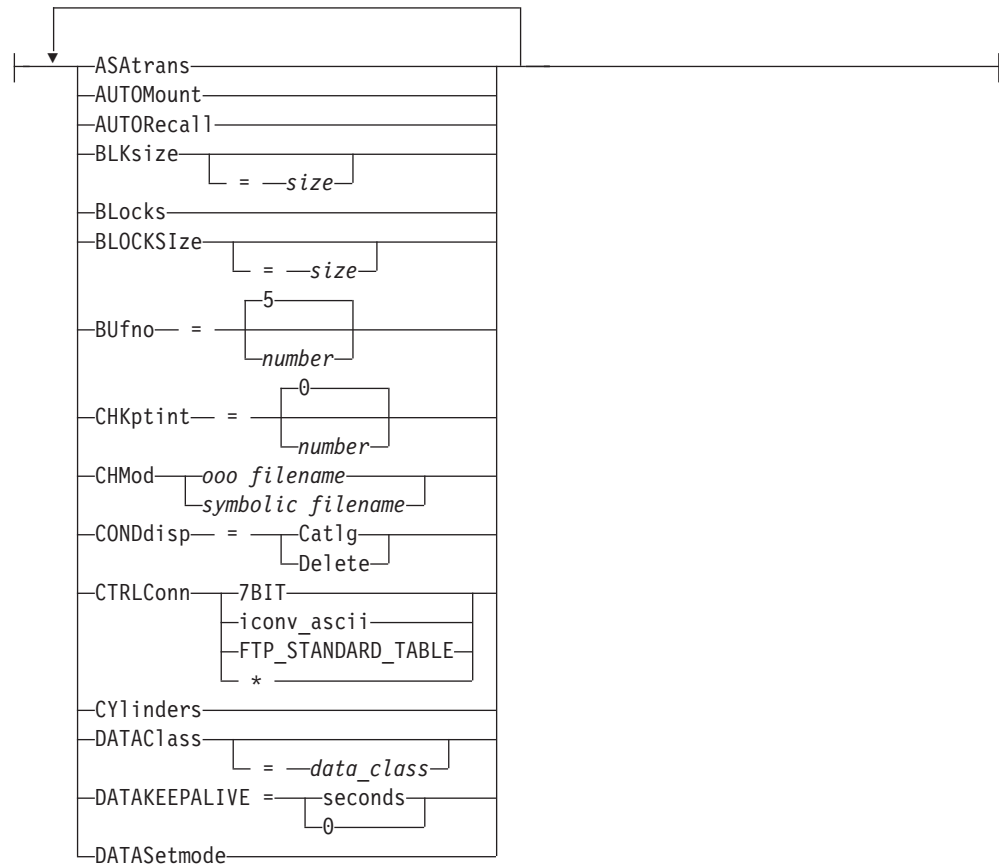 ASAtrans
AUTOMount
AUTORecall
BLKsize
= size
BLocks
BLOCKSIze
= size
5
BUfno =
number
0
CHKptint =
number
CHMod ooo filename
symbolic filename
CONDdisp = Catlg
Delete
CTRLConn 7BIT
iconv_ascii
FTP_STANDARD_TABLE
*
CYlinders
DATAClass
= data_class
DATAKEEPALIVE = seconds
0
DATASetmode